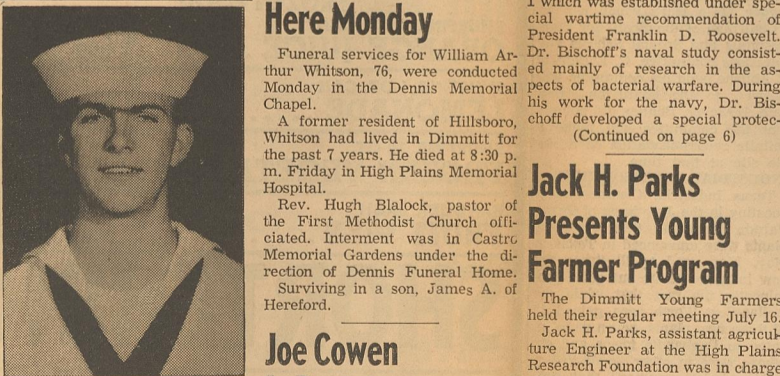 Here Monday
Funeral services for William Ar-
thur Whitson, 76, were conducted
Monday in the Dennis Memorial
Chapel.
A former resident of Hillsboro,
Whitson had lived in Dimmitt for
the past 7 years. He died at 8:30 p.
m. Friday in High Plains Memorial
Hospital.
Rev. Hugh Blalock, pastor of
the First Methodist Church offi-
ciated. Interment was in Castro
Memorial Gardens under the di-
rection of Dennis Funeral Home.
Surviving in a son, James A. of
Hereford.
Joe Cowen
1 which was established under spe-
cial wartime recommendation of
President Franklin D. Roosevelt.
Dr. Bischoff's naval study consist-
ed mainly of research in the as-
pects of bacterial warfare. During
his work for the navy, Dr. Bis-
choff developed a special protec-
(Continued on page 6)
Jack H. Parks
Presents Young
Farmer Program
The Dimmitt Young Farmers
held their regular meeting July 16.
Jack H. Parks, assistant agricul-
ture Engineer at the High Plains
Research Foundation was in charge